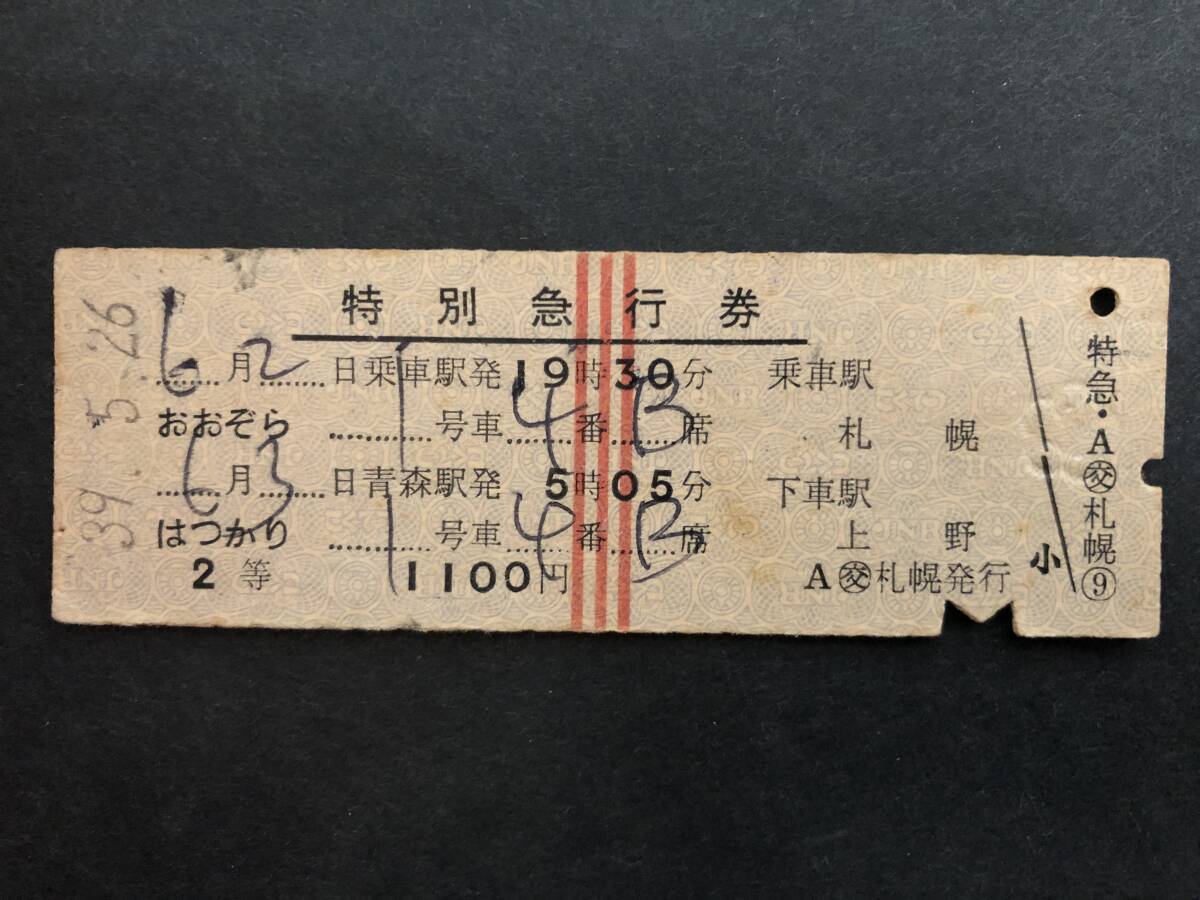 39. 5. 26
特別急行券
6月2日乗車駅発19時30分
おおぞら 1号車4番B席
6月3日青森駅発 5時05分
はつかり 1号車4番B席
2等 1100円
乗車駅
札幌
下車駅
上野
A㊋札幌発行
小
特急・A交札幌⑨